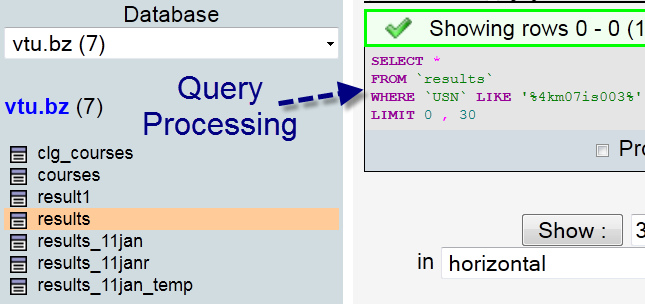 Database
vtu.bz (7)
vtu.bz (7)
clg_courses
courses
result1
results
results_11jan
results_11janr
results_11jan_temp
Query
Processing
Showing rows 0 - 0 (1
SELECT *
FROM `results`
WHERE `USN` LIKE '%4km07is003%'
LIMIT 0 , 30
Pro
Show :
3
in
horizontal